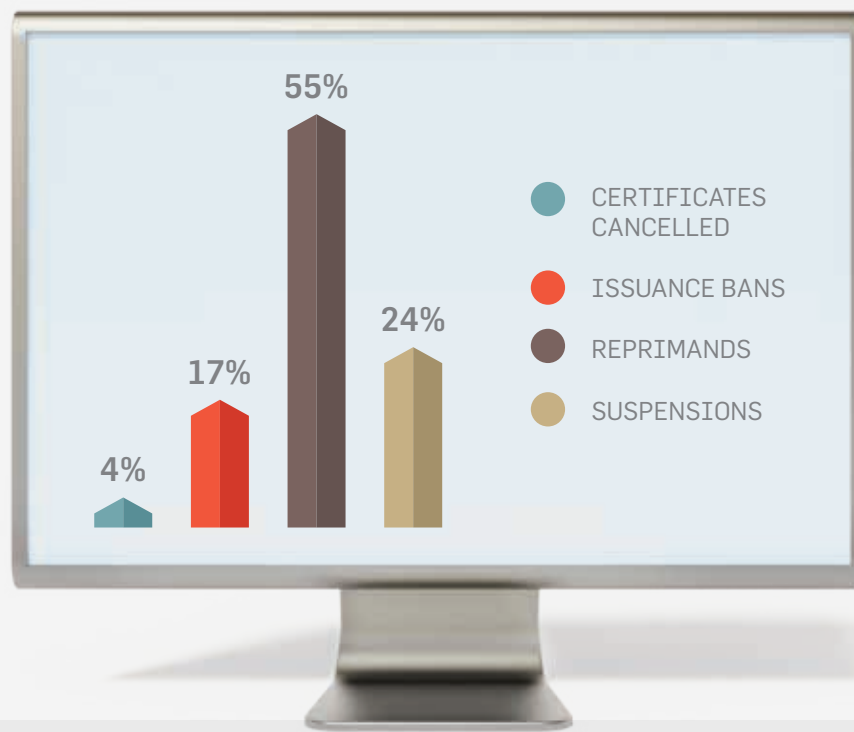 55%
24%
17%
4%
CERTIFICATES
CANCELLED
ISSUANCE BANS
REPRIMANDS
SUSPENSIONS